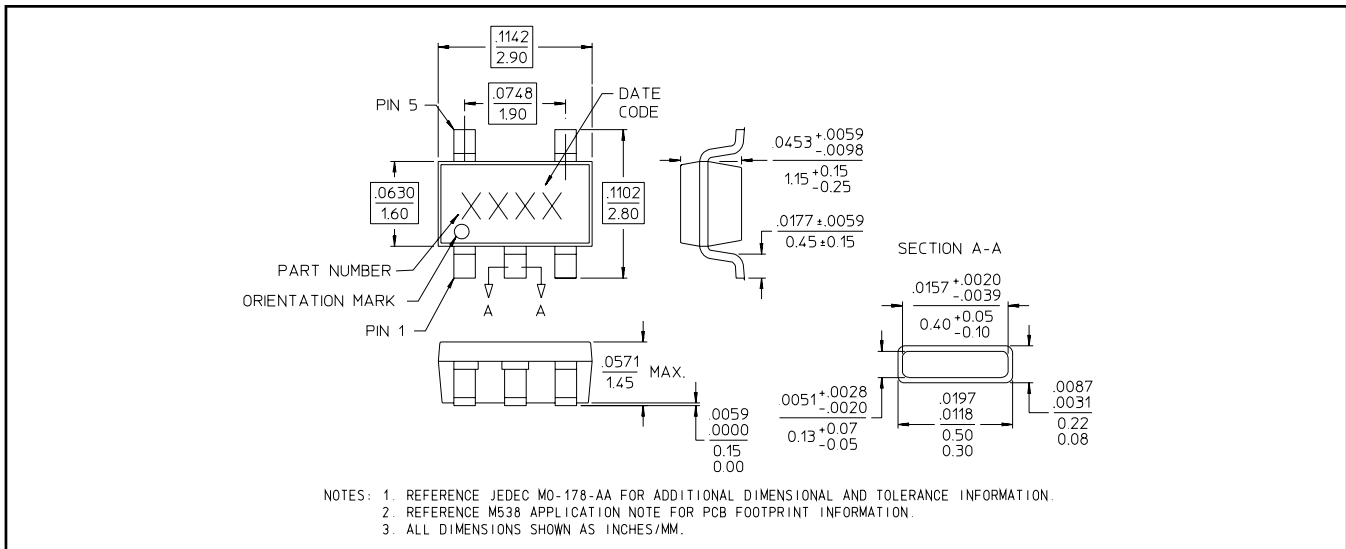 .1142
2.90
.0748
1.90
PIN 5
DATE
CODE
.0630
1.60
XXXX
.1102
2.80
PART NUMBER
ORIENTATION MARK
PIN 1
A
A
.0453 +.0059
-.0098
1.15 +0.15
-0.25
.0177 ±.0059
0.45 ±0.15
SECTION A-A
.0157 +.0020
-.0039
0.40 +0.05
-0.10
.0571
1.45
MAX.
.0059
.0000
0.15
0.00
.0051 +.0028
-.0020
0.13 +0.07
-0.05
.0197
.0118
0.50
0.30
.0087
.0031
0.22
0.08
NOTES: 1. REFERENCE JEDEC MO-178-AA FOR ADDITIONAL DIMENSIONAL AND TOLERANCE INFORMATION.
2. REFERENCE M538 APPLICATION NOTE FOR PCB FOOTPRINT INFORMATION.
3. ALL DIMENSIONS SHOWN AS INCHES/MM.